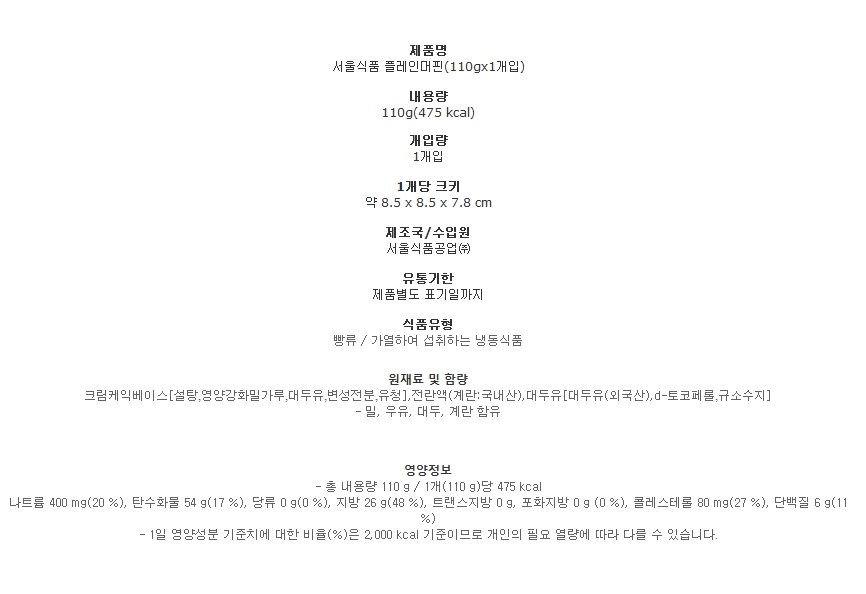 제품명
서울식품 플레인머핀(110gx1개입)
내용량
110g(475 kcal)
개입량
1개입
1개당 크키
약 8.5 x 8.5 x 7.8 cm
제조국/수입원
서울식품공업㈜
유통기한
제품별도 표기일까지
식품유형
빵류 / 가열하여 섭취하는 냉동식품
원재료 및 함량
크림케익베이스[설탕,영양강화밀가루,대두유,변성전분,유청],전란액(계란:국내산),대두유[대두유(외국산),d-토코페롤,규소수지]
- 밀, 우유, 대두, 계란 함유
영양정보
- 총 내용량 110 g / 1개(110 g)당 475 kcal
나트륨 400 mg(20 %), 탄수화물 54 g(17 %), 당류 0 g(0 %), 지방 26 g(48 %), 트랜스지방 0 g, 포화지방 0 g (0 %), 콜레스테롤 80 mg(27 %), 단백질 6 g(11
%)
- 1일 영양성분 기준치에 대한 비율(%)은 2,000 kcal 기준이므로 개인의 필요 열량에 따라 다를 수 있습니다.